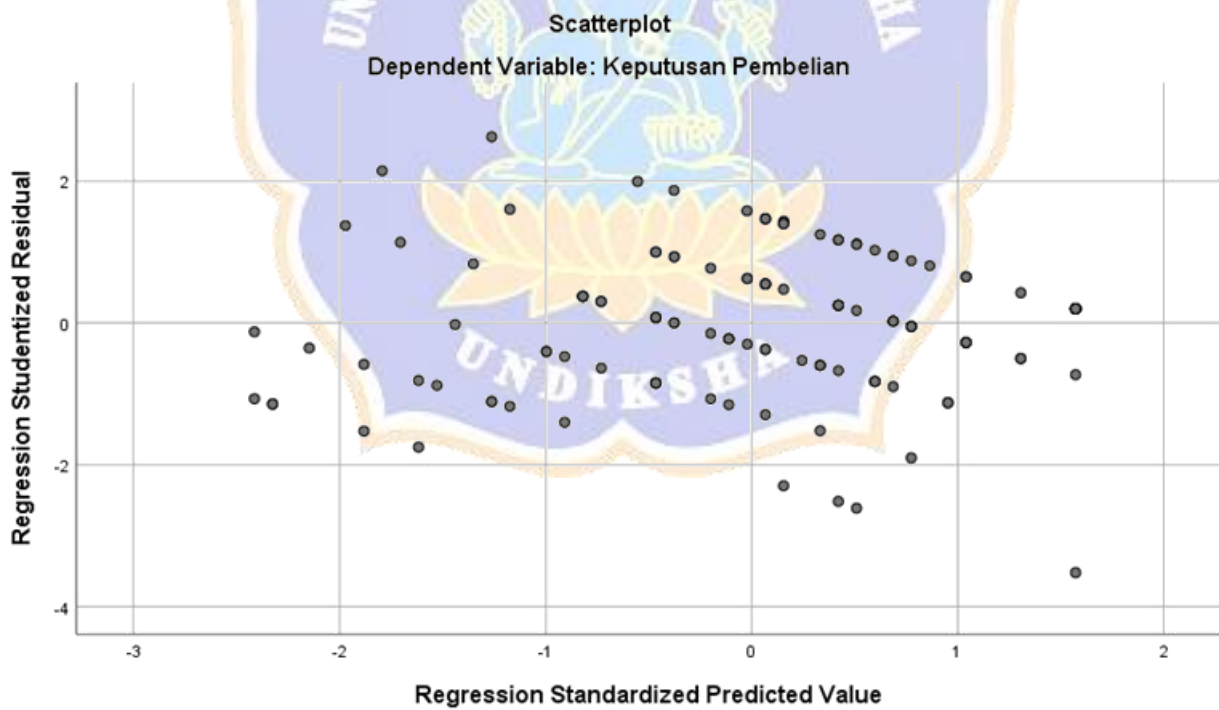 Scatterplot
Dependent Variable: Keputusan Pembelian
UNDIKSHA
Regression Studentized Residual
2
0
-2
-4
-3
-2
-1
0
1
2
Regression Standardized Predicted Value